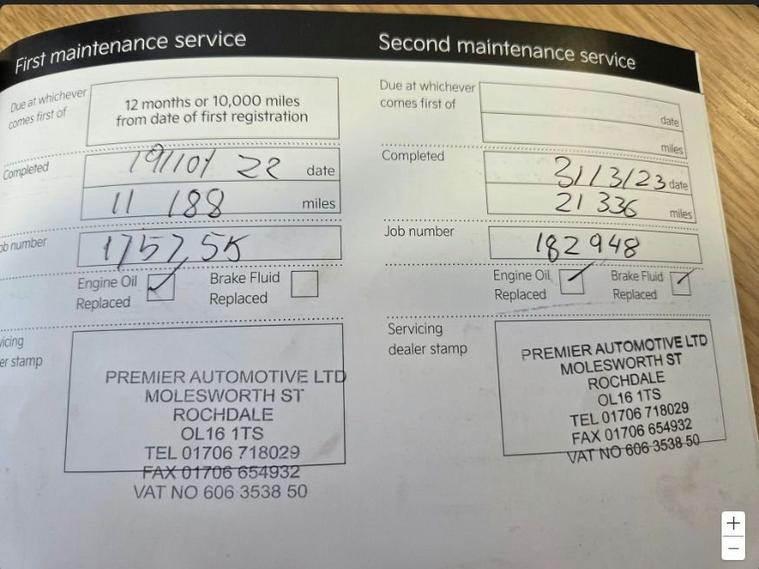 First maintenance service
Due at whichever
comes first of
12 months or 10,000 miles
from date of first registration
Completed
19/10/22 date
11 188 miles
ob number
Engine Oil
Replaced
Brake Fluid
Replaced
vicing
er stamp
PREMIER AUTOMOTIVE LTD
MOLESWORTH ST
ROCHDALE
OL16 1TS
TEL 01706 718029
FAX 01706 654932
VAT NO 606 3538 50
Second maintenance service
Due at whichever
comes first of
date
miles
Completed
31/3/23 date
21 336 miles
Job number
182948
Engine Oil
Replaced
Brake Fluid
Replaced
Servicing
dealer stamp
PREMIER AUTOMOTIVE LTD
MOLESWORTH ST
ROCHDALE
OL16 1TS
TEL 01706 718029
FAX 01706 654932
VAT NO 606 3538 50